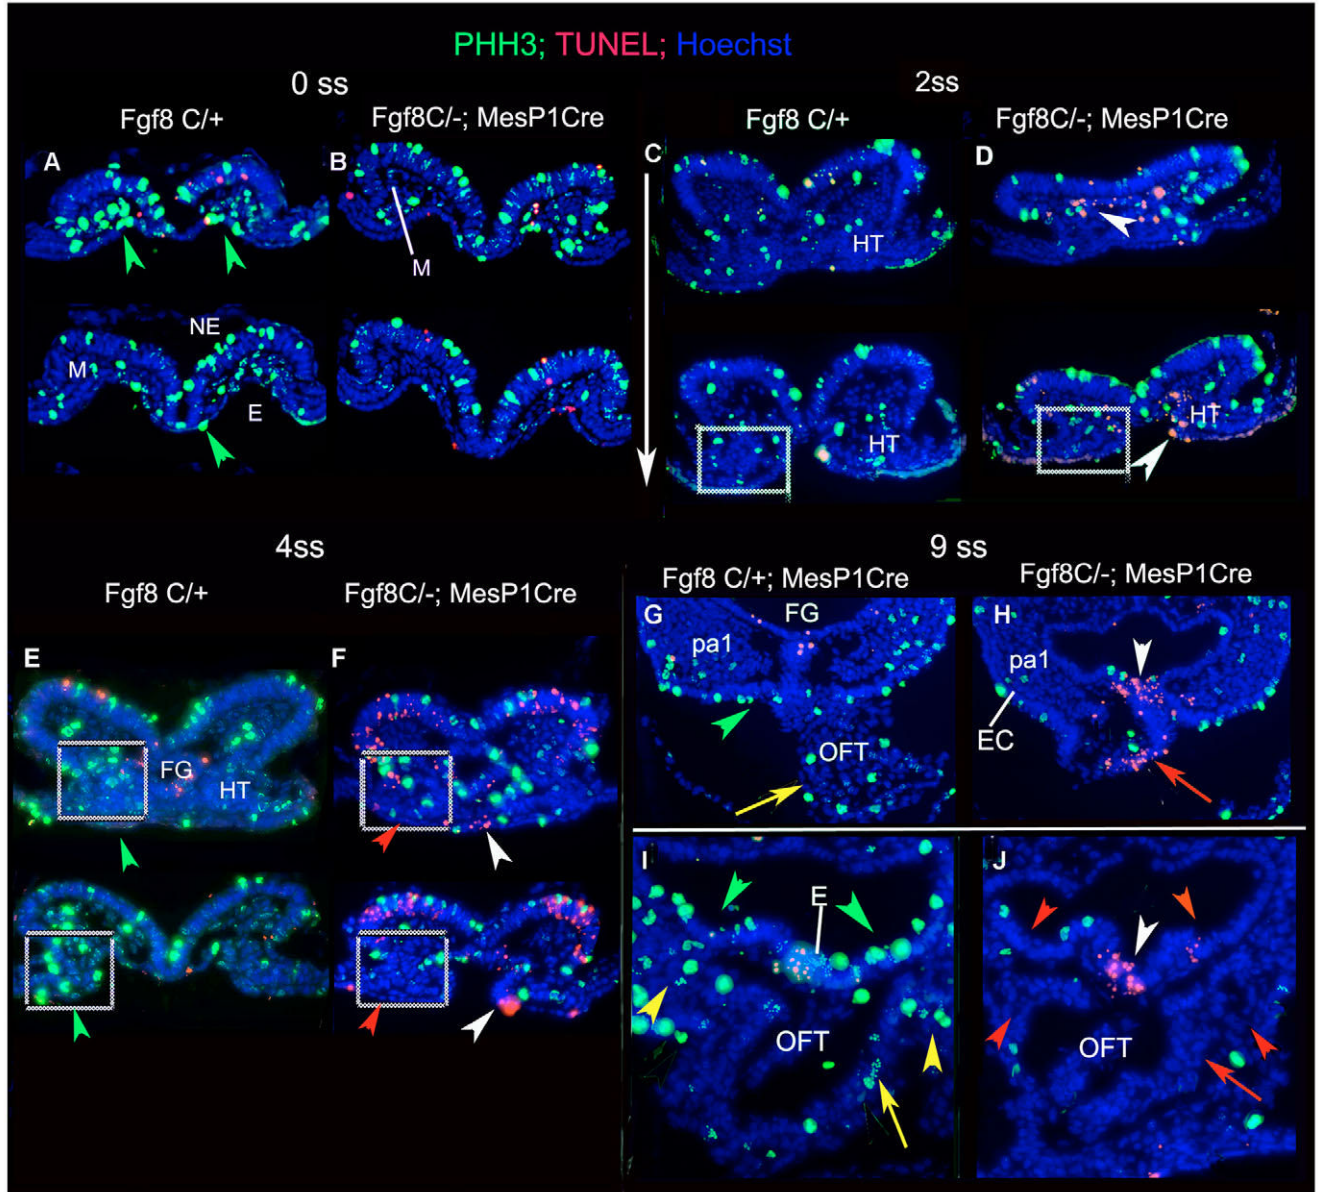 PHH3; TUNEL; Hoechst
0 ss
2ss
Fgf8 C/+
Fgf8C/-; MesP1Cre
Fgf8 C/+
Fgf8C/-; MesP1Cre
A
B
C
D
M
HT
NE
M
E
HT
HT
4ss
9 ss
Fgf8 C/+
Fgf8C/-; MesP1Cre
Fgf8 C/+; MesP1Cre
Fgf8C/-; MesP1Cre
E
F
G
FG
H
pa1
pa1
EC
OFT
FG
HT
I
E
J
OFT
OFT